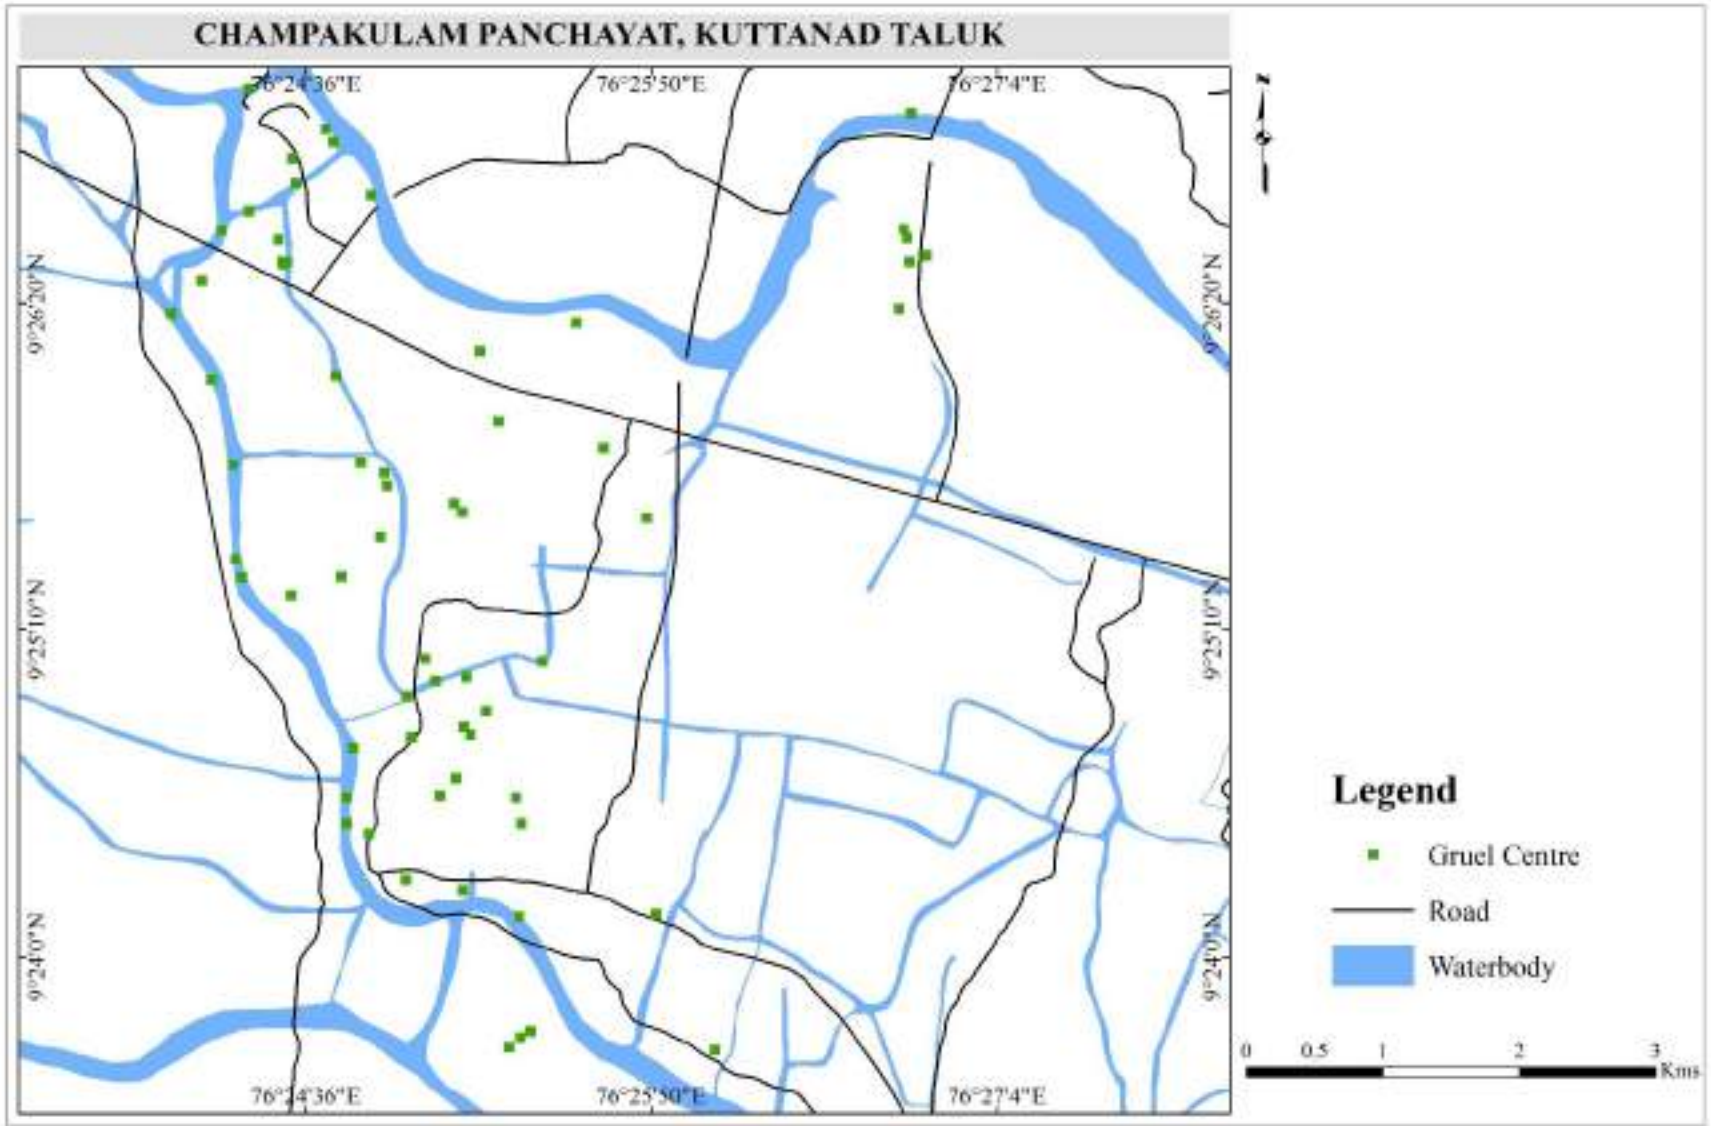 CHAMPAKULAM PANCHAYAT, KUTTANAD TALUK
76°24'36"E 76°25'50"E 76°27'4"E
N
9°26'20"N 9°26'20"N
9°25'10"N 9°25'10"N
Legend
Gruel Centre
Road
9°24'0"N 9°24'0"N
Waterbody
0 0.5 1 2 3
Kms
76°24'36"E 76°25'50"E 76°27'4"E